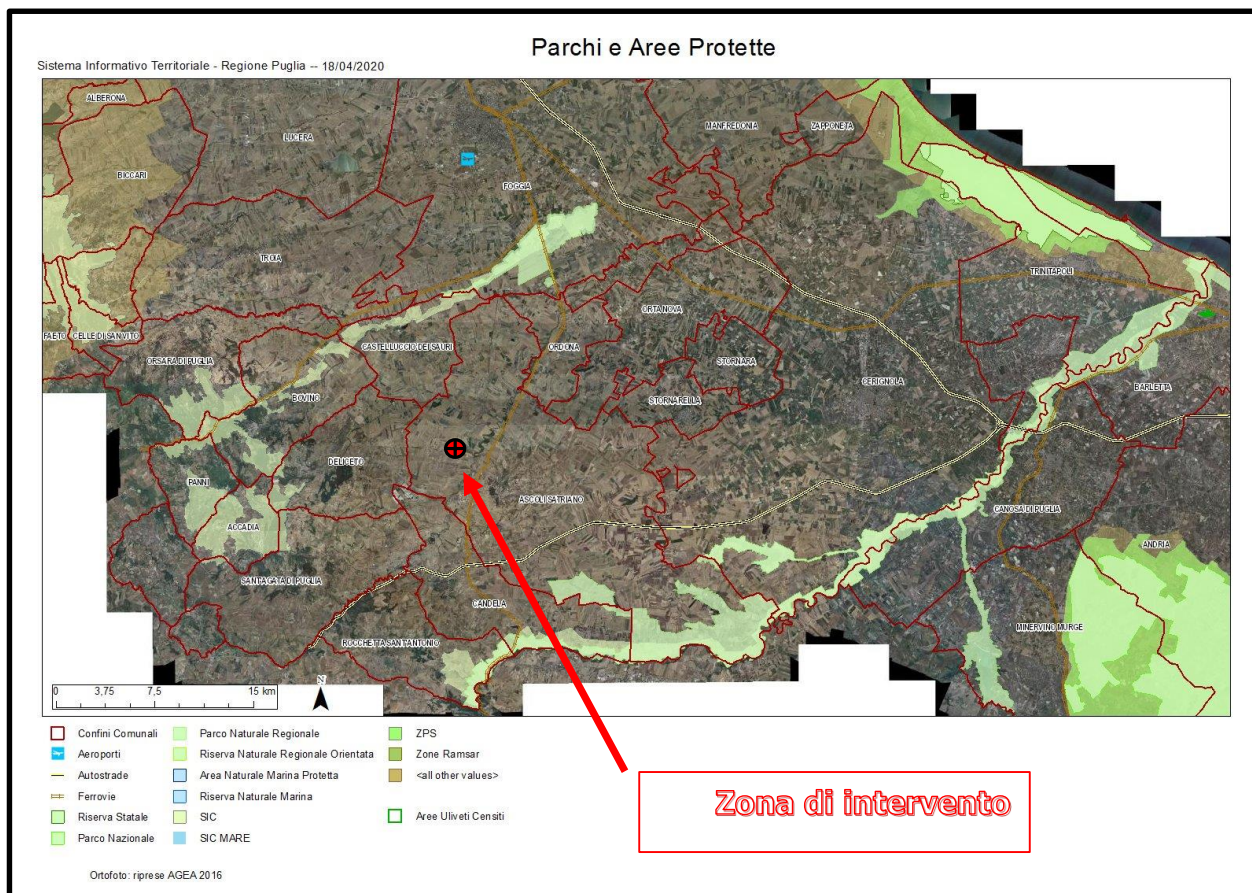 Parchi e Aree Protette
Sistema Informativo Territoriale - Regione Puglia -- 18/04/2020
ALBERONA
LUCERA
MANFREDONIA
ZAPPONETA
BICCARI
FOGGIA
TROIA
TRINITAPOLI
ORTA NOVA
FAETO
CELLE DI SAN VITO
ORSARA DI PUGLIA
CASTELLUCCIO DEI SAURI
ORDONA
STORNARA
CERIGNOLA
BARLETTA
BOVINO
STORNARELLA
DELICETO
PANNI
ASCOLI SATRIANO
CANOSA DI PUGLIA
ACCADIA
ANDRIA
SANT'AGATA DI PUGLIA
CANDELA
MINERVINO MURGE
ROCCHETTA SANT'ANTONIO
0 3,75 7,5 15 km
N
Confini Comunali
Aeroporti
Autostrade
Ferrovie
Riserva Statale
Parco Nazionale
Parco Naturale Regionale
Riserva Naturale Regionale Orientata
Area Naturale Marina Protetta
Riserva Naturale Marina
SIC
SIC MARE
ZPS
Zone Ramsar
<all other values>
Aree Uliveti Censiti
Zona di intervento
Ortofoto: riprese AGEA 2016